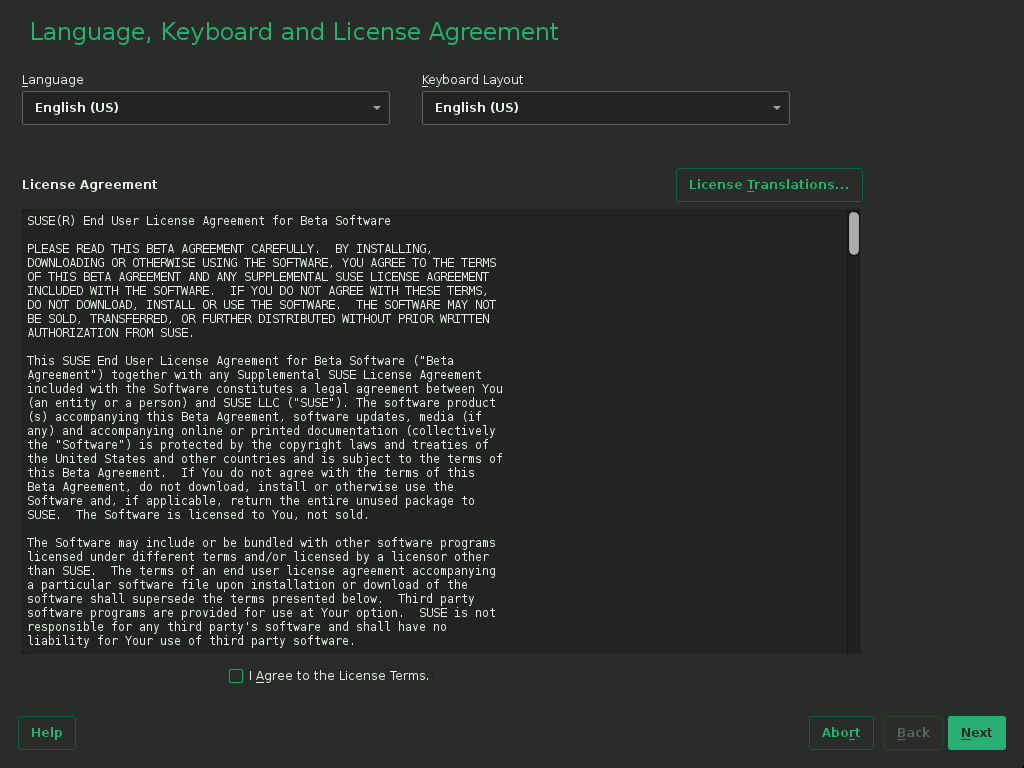 Language, Keyboard and License Agreement
Language
Keyboard Layout
English (US)
English (US)
License Agreement
License Translations...
SUSE(R) End User License Agreement for Beta Software
PLEASE READ THIS BETA AGREEMENT CAREFULLY.  BY INSTALLING,
DOWNLOADING OR OTHERWISE USING THE SOFTWARE, YOU AGREE TO THE TERMS
OF THIS BETA AGREEMENT AND ANY SUPPLEMENTAL SUSE LICENSE AGREEMENT
INCLUDED WITH THE SOFTWARE.  IF YOU DO NOT AGREE WITH THESE TERMS,
DO NOT DOWNLOAD, INSTALL OR USE THE SOFTWARE.  THE SOFTWARE MAY NOT
BE SOLD, TRANSFERRED, OR FURTHER DISTRIBUTED WITHOUT PRIOR WRITTEN
AUTHORIZATION FROM SUSE.
This SUSE End User License Agreement for Beta Software ("Beta
Agreement") together with any Supplemental SUSE License Agreement
included with the Software constitutes a legal agreement between You
(an entity or a person) and SUSE LLC ("SUSE"). The software product
(s) accompanying this Beta Agreement, software updates, media (if
any) and accompanying online or printed documentation (collectively
the "Software") is protected by the copyright laws and treaties of
the United States and other countries and is subject to the terms of
this Beta Agreement.  If You do not agree with the terms of this
Beta Agreement, do not download, install or otherwise use the
Software and, if applicable, return the entire unused package to
SUSE.  The Software is licensed to You, not sold.
The Software may include or be bundled with other software programs
licensed under different terms and/or licensed by a licensor other
than SUSE.  The terms of an end user license agreement accompanying
a particular software file upon installation or download of the
software shall supersede the terms presented below.  Third party
software programs are provided for use at Your option.  SUSE is not
responsible for any third party's software and shall have no
liability for Your use of third party software.
I Agree to the License Terms.
Help
Abort
Back
Next